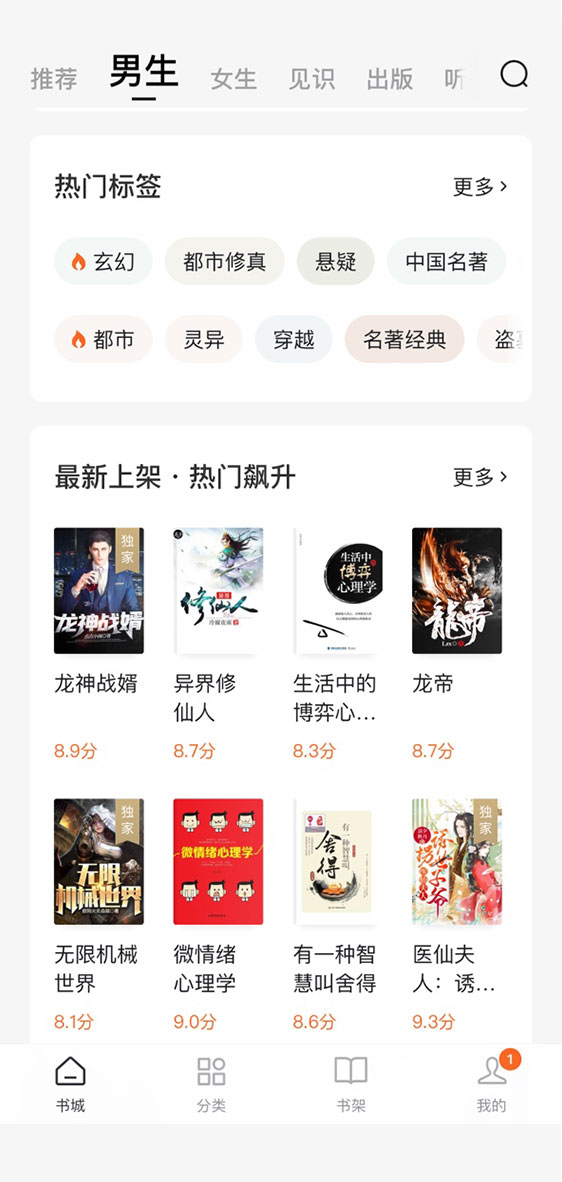 推荐 男生 女生 见识 出版 听
热门标签 更多
玄幻 都市修真 悬疑 中国名著
都市 灵异 穿越 名著经典 盗墓
最新上架·热门飙升 更多
独家
龙神战婿
修仙人
生活中的
博弈
心理学
龍帝
龙神战婿 异界修 生活中的 龙帝
仙人 博弈心...
8.9分 8.7分 8.3分 8.7分
独家
无限
机械世界
微情绪心理学
有一种智慧叫
舍得
独家
无限机械 微情绪 有一种智 医仙夫
世界 心理学 慧叫舍得 人：诱...
8.1分 9.0分 8.6分 9.3分
1
书城 分类 书架 我的